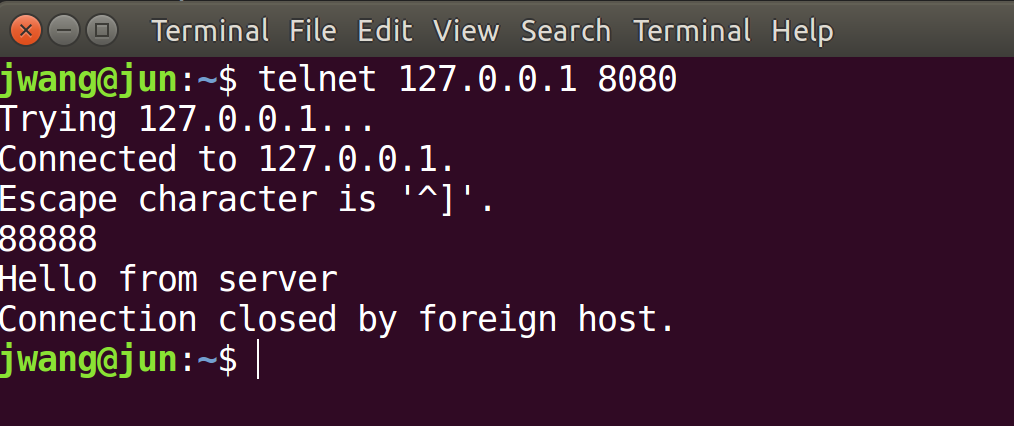 Terminal File Edit View Search Terminal Help
jwang@jun:~$ telnet 127.0.0.1 8080
Trying 127.0.0.1...
Connected to 127.0.0.1.
Escape character is '^]'.
88888
Hello from server
Connection closed by foreign host.
jwang@jun:~$